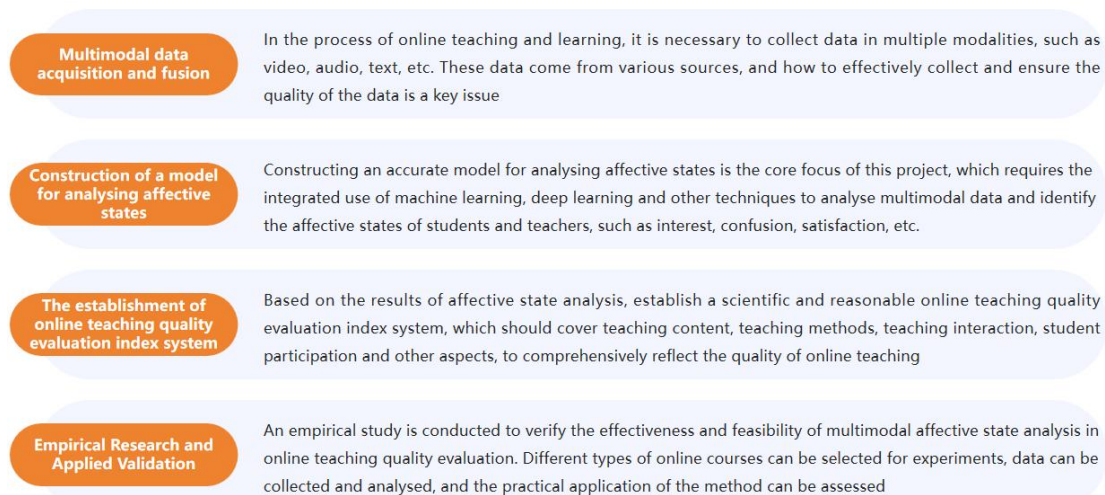 Multimodal data
acquisition and fusion
In the process of online teaching and learning, it is necessary to collect data in multiple modalities, such as
video, audio, text, etc. These data come from various sources, and how to effectively collect and ensure the
quality of the data is a key issue
Construction of a model
for analysing affective
states
Constructing an accurate model for analysing affective states is the core focus of this project, which requires the
integrated use of machine learning, deep learning and other techniques to analyse multimodal data and identify
the affective states of students and teachers, such as interest, confusion, satisfaction, etc.
The establishment of
online teaching quality
evaluation index system
Based on the results of affective state analysis, establish a scientific and reasonable online teaching quality
evaluation index system, which should cover teaching content, teaching methods, teaching interaction, student
participation and other aspects, to comprehensively reflect the quality of online teaching
Empirical Research and
Applied Validation
An empirical study is conducted to verify the effectiveness and feasibility of multimodal affective state analysis in
online teaching quality evaluation. Different types of online courses can be selected for experiments, data can be
collected and analysed, and the practical application of the method can be assessed